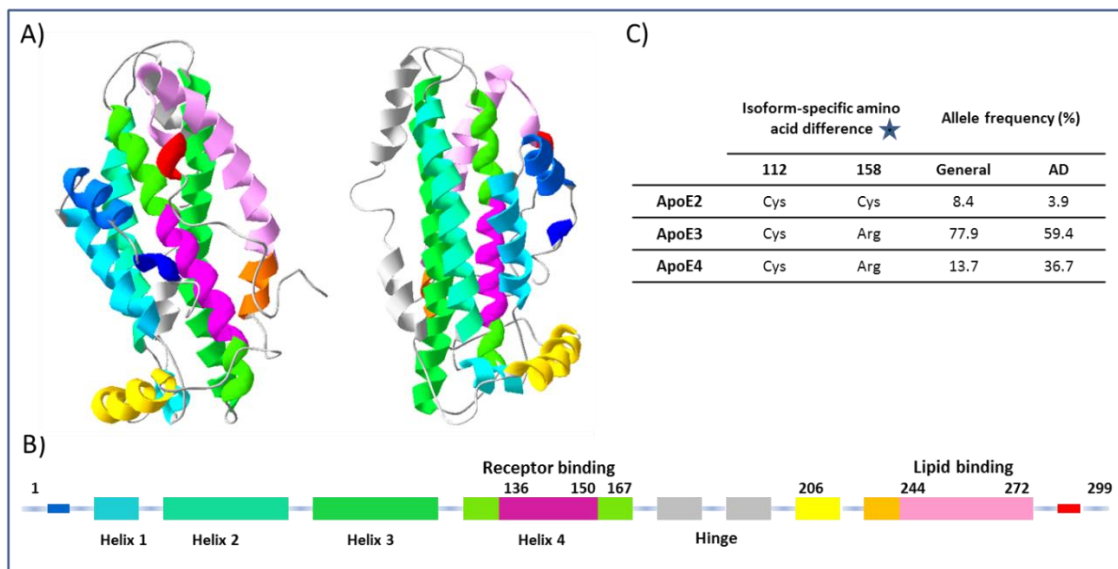 A)
C)
Isoform-specific amino acid difference ★
Allele frequency (%)
112 158 General AD
ApoE2 Cys Cys 8.4 3.9
ApoE3 Cys Arg 77.9 59.4
ApoE4 Cys Arg 13.7 36.7
B)
Receptor binding
Lipid binding
1 136 150 167 206 244 272 299
Helix 1 Helix 2 Helix 3 Helix 4 Hinge